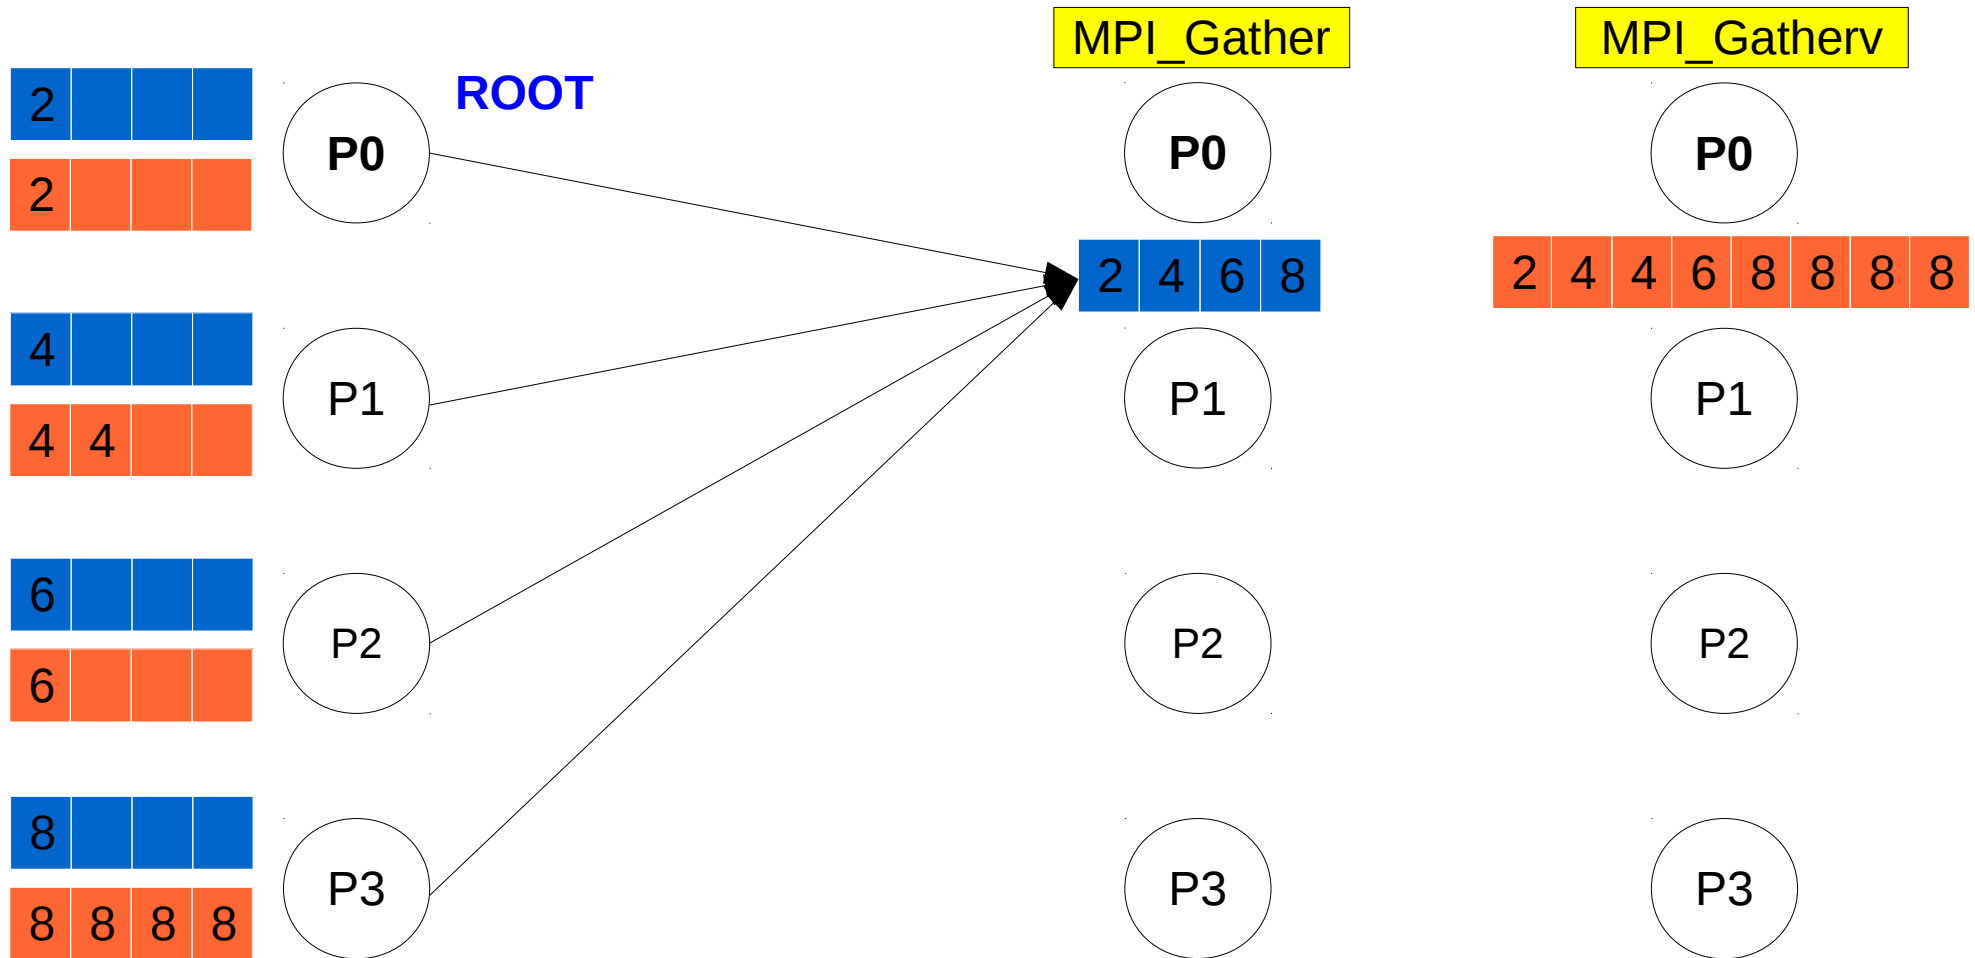 MPI_Gather MPI_Gatherv
ROOT
2
P0 P0 P0
2
2 4 6 8 2 4 4 6 8 8 8 8
4
P1 P1 P1
4 4
6
P2 P2 P2
6
8
P3 P3 P3
8 8 8 8